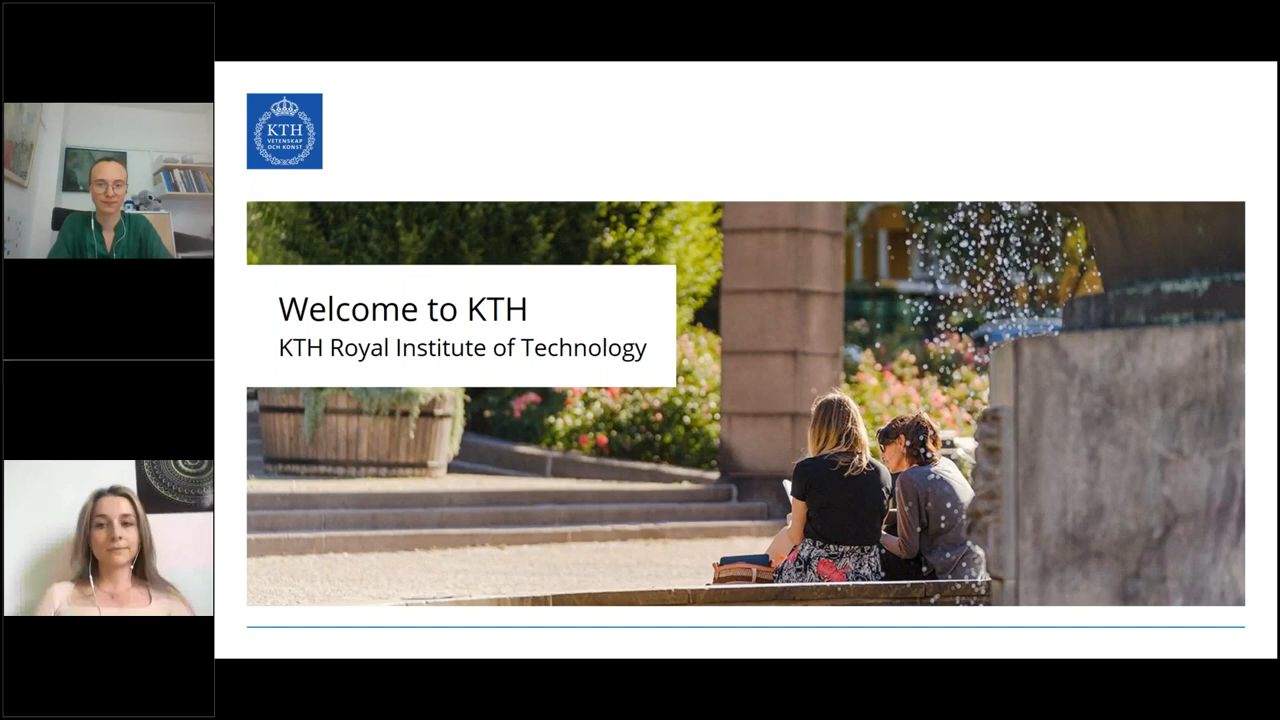 KTH
VETENSKAP
OCH KONST
Welcome to KTH
KTH Royal Institute of Technology